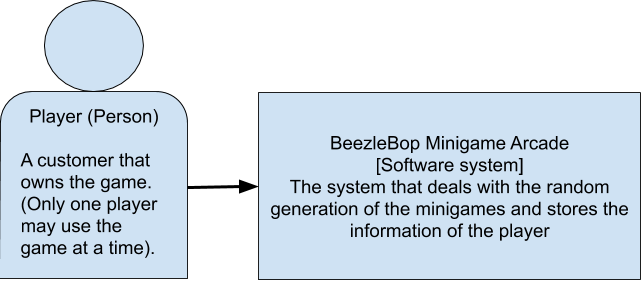 Player (Person)
A customer that
owns the game.
(Only one player
may use the
game at a time).
BeezleBop Minigame Arcade
[Software system]
The system that deals with the random
generation of the minigames and stores the
information of the player